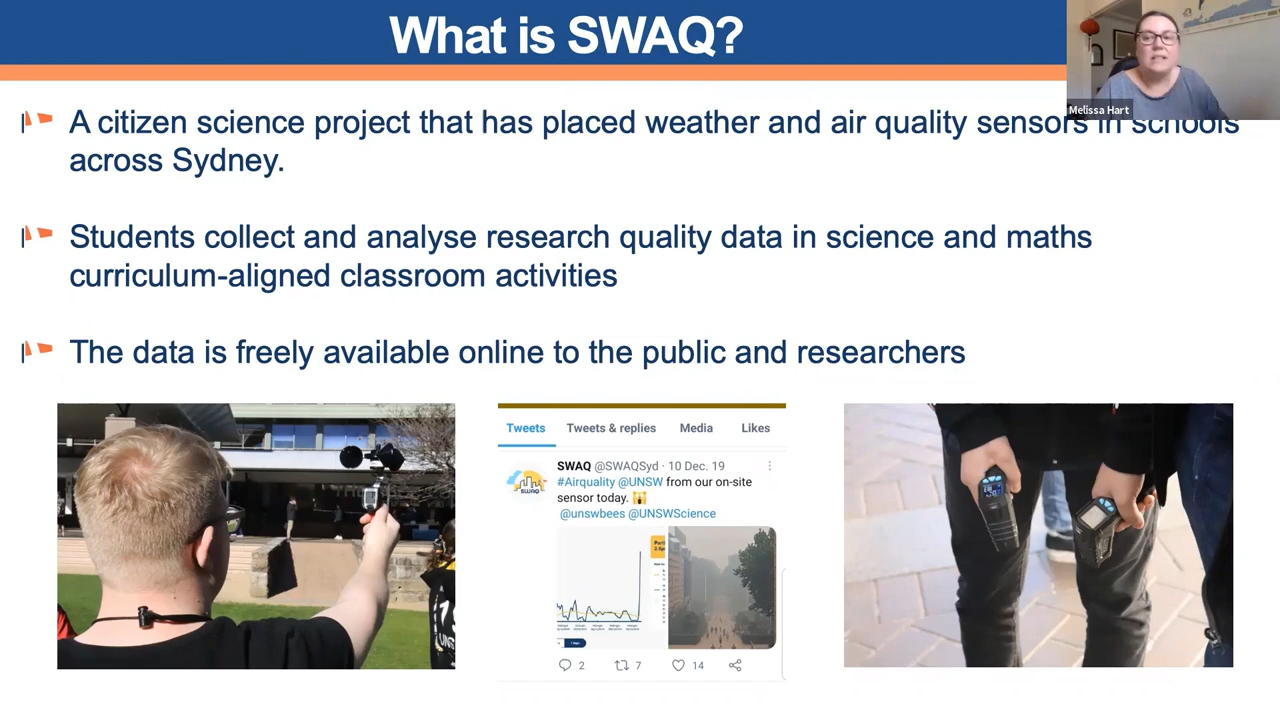 What is SWAQ?
Melissa Hart
A citizen science project that has placed weather and air quality sensors in schools
across Sydney.
Students collect and analyse research quality data in science and maths
curriculum-aligned classroom activities
The data is freely available online to the public and researchers
Tweets Tweets & replies Media Likes
SWAQ @SWAQSyd · 10 Dec. 19
#Airquality @UNSW from our on-site
sensor today.
@unswbees @UNSWScience
SWAQ
2 7 14